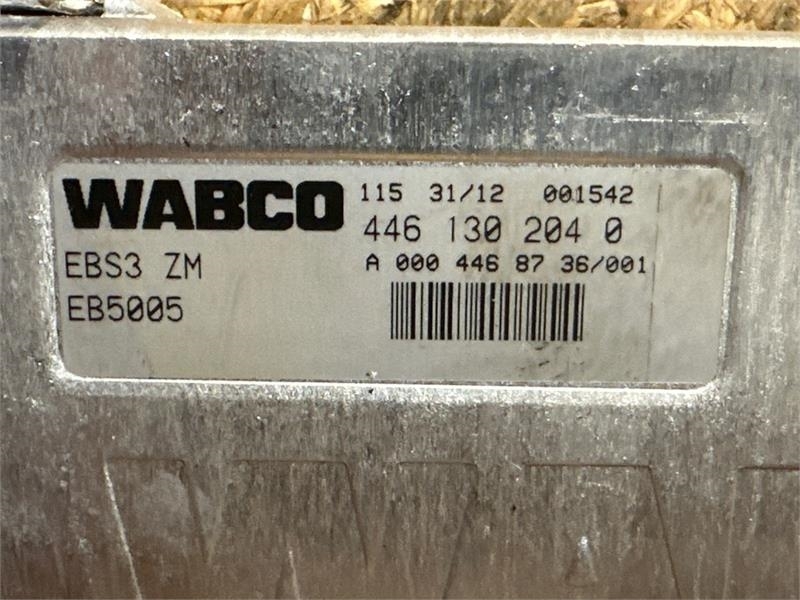 WABCO
115 31/12 001542
446 130 204 0
A 000 446 87 36/001
EBS3 ZM
EB5005